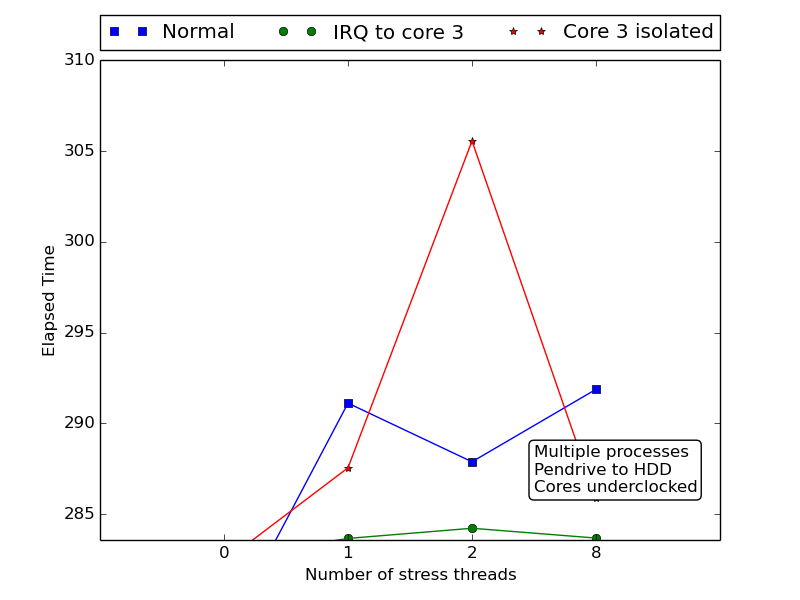 Normal IRQ to core 3 Core 3 isolated
310
305
300
295
290
285
Elapsed Time
Multiple processes
Pendrive to HDD
Cores underclocked
0 1 2 8
Number of stress threads